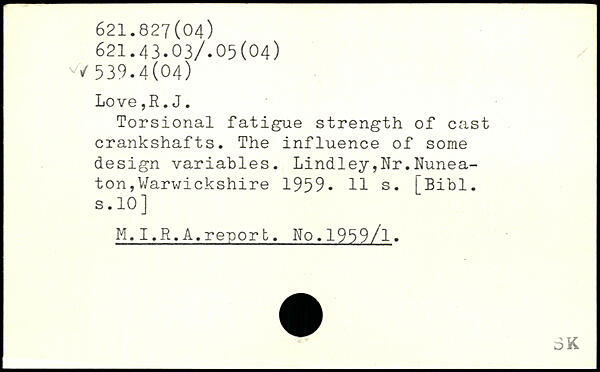 621.827(04)
621.43.03/.05(04)
539.4(04)
Love,R.J.
Torsional fatigue strength of cast
crankshafts. The influence of some
design variables. Lindley,Nr.Nunea-
ton,Warwickshire 1959. 11 s. [Bibl.
s.10]
M.I.R.A.report. No.1959/1.
SK